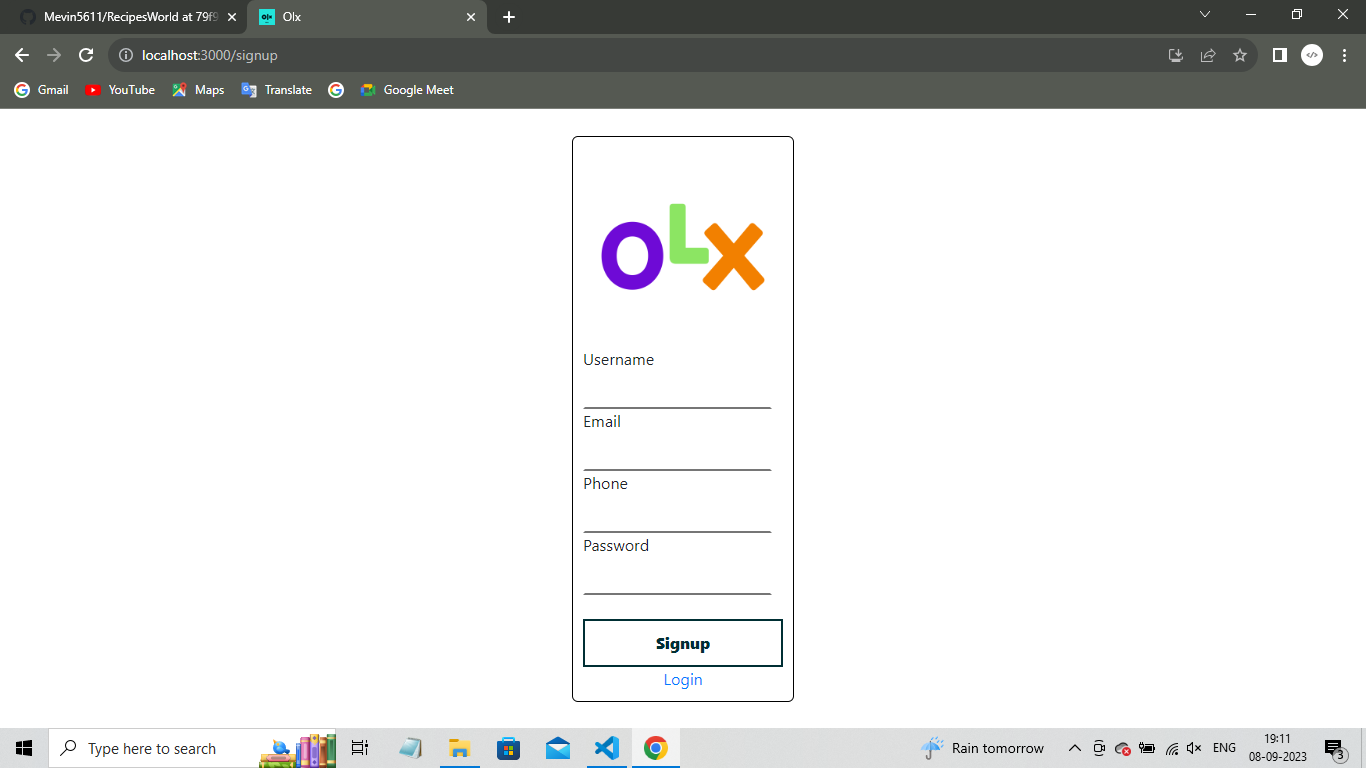 Mevin5611/RecipesWorld at 79f9
Olx
localhost:3000/signup
Gmail
YouTube
Maps
Translate
Google Meet
OLX
Username
Email
Phone
Password
Signup
Login
Type here to search
Rain tomorrow
ENG
19:11
08-09-2023
3